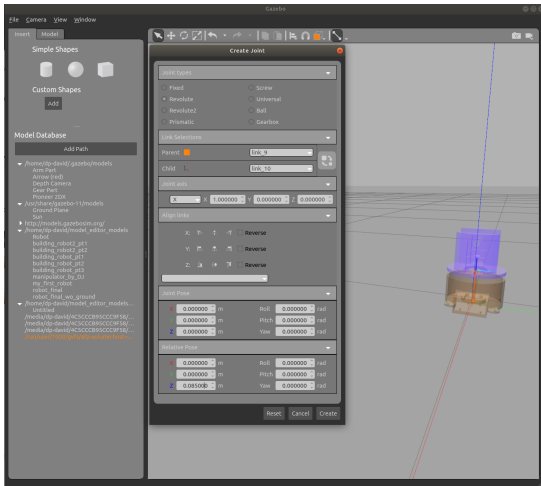 Gazebo
File Camera View Window
Insert Model
Simple Shapes
Custom Shapes
Add
Model Database
Add Path
/home/dp-david/.gazebo/models
Arm Part
Arrow (red)
Depth Camera
Gear Part
Pioneer 2DX
/usr/share/gazebo-11/models
Ground Plane
Sun
http://models.gazebosim.org/
/home/dp-david/model_editor_models
Robot
building_robot2_pt1
building_robot2_pt2
building_robot_pt1
building_robot_pt2
building_robot_pt3
manipulator_by_DJ
my_first_robot
robot_final
robot_final_wo_ground
/home/dp-david/model_editor_models...
Untitled
Create Joint
Joint types
Fixed Screw
Revolute Universal
Revolute2 Ball
Prismatic Gearbox
Link Selections
Parent link_9
Child link_10
Joint axis
X X 1.000000 Y 0.000000 Z 0.000000
Align links
X: Reverse
Y: Reverse
Z: Reverse
Joint Pose
X 0.000000 m Roll 0.000000 rad
Y 0.000000 m Pitch 0.000000 rad
Z 0.000000 m Yaw 0.000000 rad
Relative Pose
X 0.000000 m Roll 0.000000 rad
Y 0.000000 m Pitch 0.000000 rad
Z 0.085000 m Yaw 0.000000 rad
Reset Cancel Create